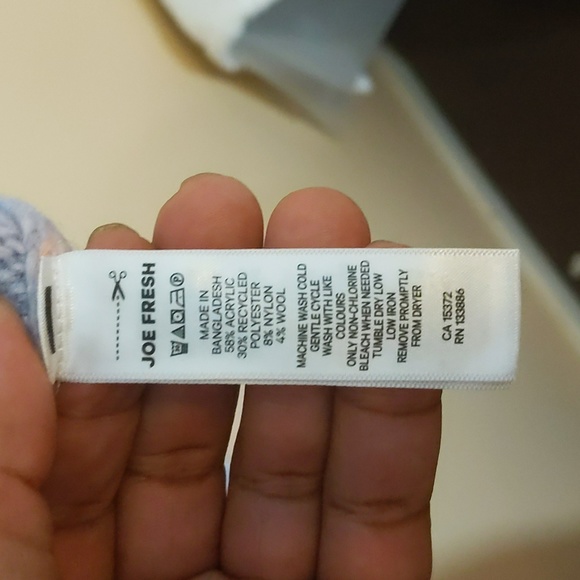 JOE FRESH
MADE IN
BANGLADESH
58% ACRYLIC
30% RECYCLED
POLYESTER
8% NYLON
4% WOOL
MACHINE WASH COLD
GENTLE CYCLE
WASH WITH LIKE
COLOURS
ONLY NON-CHLORINE
BLEACH WHEN NEEDED
TUMBLE DRY LOW
LOW IRON
REMOVE PROMPTLY
FROM DRYER
CA 15372
RN 133886